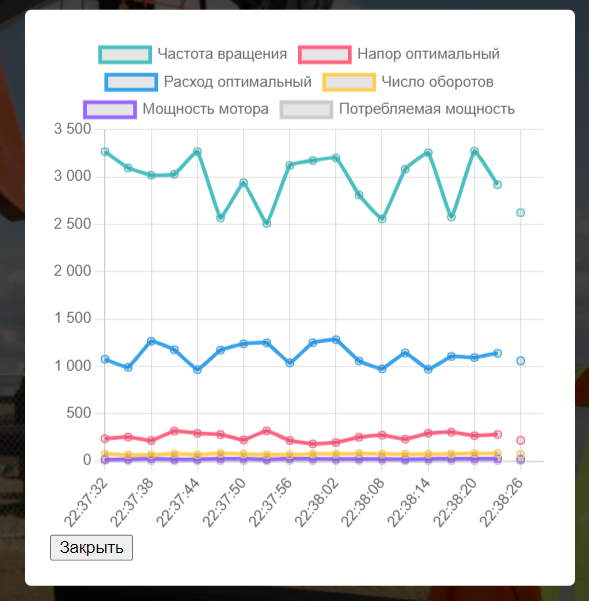 Частота вращения Напор оптимальный
Расход оптимальный Число оборотов
Мощность мотора Потребляемая мощность
3 500
3 000
2 500
2 000
1 500
1 000
500
0
22:37:32 22:37:38 22:37:44 22:37:50 22:37:56 22:38:02 22:38:08 22:38:14 22:38:20 22:38:26
Закрыть